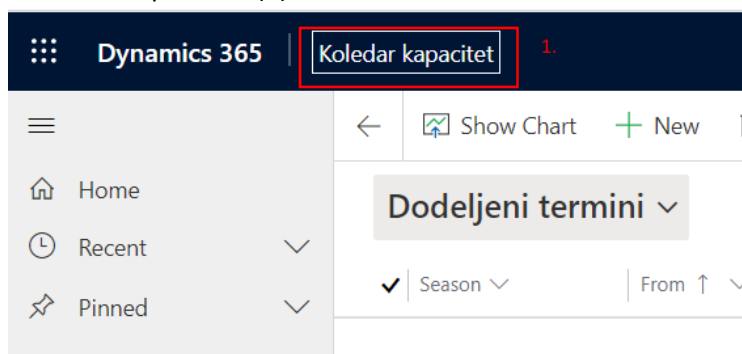 Dynamics 365 Koledar kapacitet 1.
Show Chart New
Home
Dodeljeni termini
Recent
Season From
Pinned